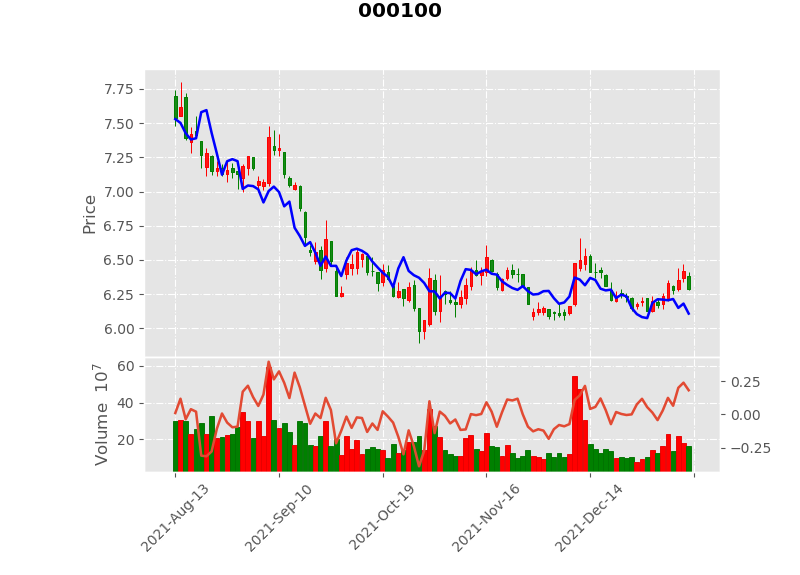 000100
7.75
7.50
7.25
7.00
6.75
6.50
6.25
6.00
Price
60
40
20
Volume 10^7
0.25
0.00
−0.25
2021-Aug-13
2021-Sep-10
2021-Oct-19
2021-Nov-16
2021-Dec-14